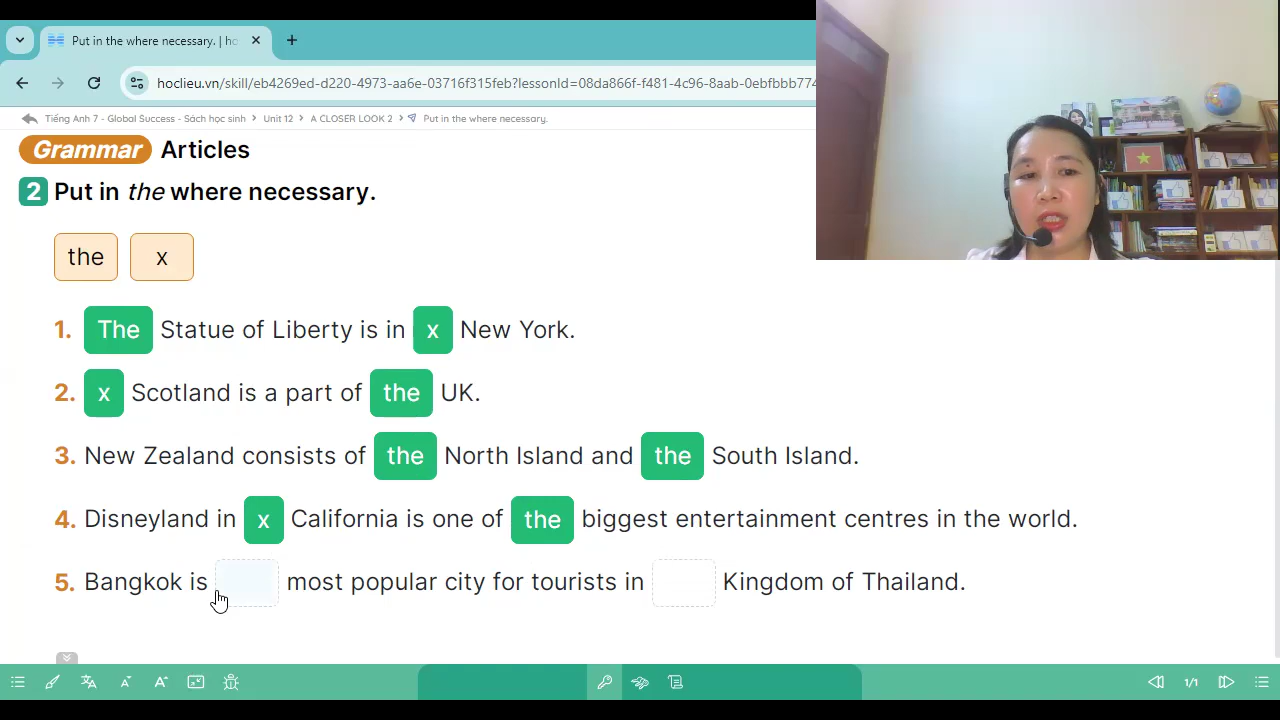 Put in the where necessary. | ho
hoclieu.vn/skill/eb4269ed-d220-4973-aa6e-03716f315feb?lessonId=08da866f-f481-4c96-8aab-0ebfbbb774
Tiếng Anh 7 - Global Success - Sách học sinh > Unit 12 > A CLOSER LOOK 2 > Put in the where necessary.
Grammar Articles
2 Put in the where necessary.
the x
1. The Statue of Liberty is in x New York.
2. x Scotland is a part of the UK.
3. New Zealand consists of the North Island and the South Island.
4. Disneyland in x California is one of the biggest entertainment centres in the world.
5. Bangkok is most popular city for tourists in Kingdom of Thailand.
A A 1/1